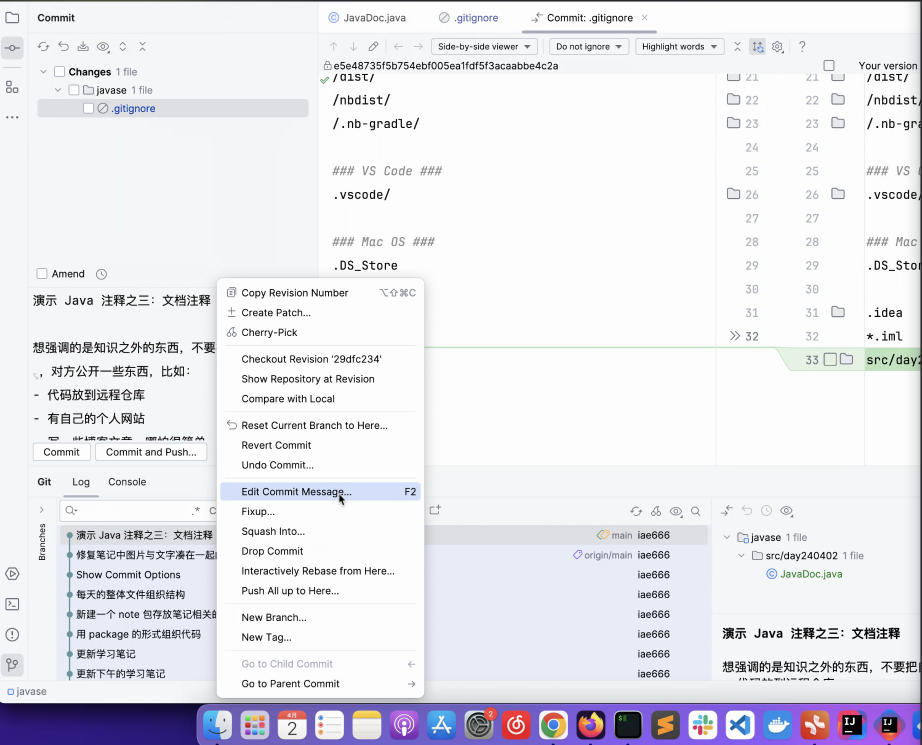 Commit
JavaDoc.java
.gitignore
Commit: .gitignore
Side-by-side viewer
Do not ignore
Highlight words
?
Changes 1 file
javase 1 file
.gitignore
e5e48735f5b754ebf005ea1fdf5f3acaabbe4c2a
Your version
/dist/
21
21
/dist/
/nbdist/
22
22
/nbdist/
/.nb-gradle/
23
23
/.nb-gra
24
24
### VS Code ###
25
25
### VS
.vscode/
26
26
.vscode/
27
27
### Mac OS ###
28
28
### Mac
.DS_Store
29
29
.DS_Stor
30
30
31
31
.idea
32
32
*.iml
33
src/day2
Amend
演示 Java 注释之三: 文档注释
想强调的是知识之外的东西, 不要
, 对方公开一些东西, 比如:
- 代码放到远程仓库
- 有自己的个人网站
Commit
Commit and Push...
Git
Log
Console
Branches
演示 Java 注释之三: 文档注释
main
iae666
修复笔记中图片与文字凑在一起
origin/main
iae666
Show Commit Options
iae666
每天的整体文件组织结构
iae666
新建一个 note 包存放笔记相关的
iae666
用 package 的形式组织代码
iae666
更新学习笔记
iae666
更新下午的学习笔记
iae666
Copy Revision Number ⌥⇧⌘C
Create Patch...
Cherry-Pick
Checkout Revision '29dfc234'
Show Repository at Revision
Compare with Local
Reset Current Branch to Here...
Revert Commit
Undo Commit...
Edit Commit Message... F2
Fixup...
Squash Into...
Drop Commit
Interactively Rebase from Here...
Push All up to Here...
New Branch...
New Tag...
Go to Child Commit ←
Go to Parent Commit →
javase 1 file
src/day240402 1 file
JavaDoc.java
演示 Java 注释之三: 文档注释
想强调的是知识之外的东西, 不要把
javase
4月
2
2
IJ
IJ